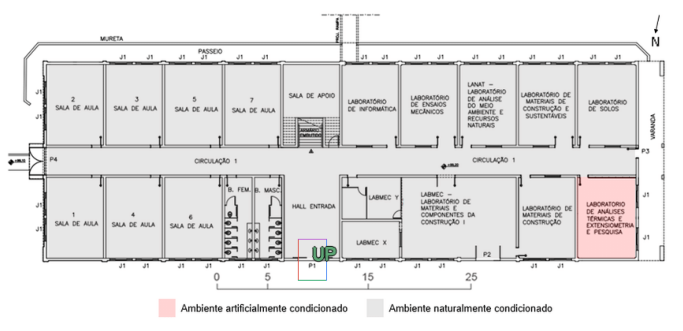 PROJ. RAMPA
N
MURETA
PASSEIO
J1 J1 J1 J1 J1 J1 J1 J1 J1
2
SALA DE AULA
3
SALA DE AULA
5
SALA DE AULA
7
SALA DE AULA
SALA DE APOIO
LABORATÓRIO
DE INFORMÁTICA
LABORATÓRIO
DE ENSAIOS
MECÂNICOS
LANAT –
LABORATÓRIO
DE ANÁLISE
DO MEIO
AMBIENTE E
RECURSOS
NATURAIS
LABORATÓRIO DE
MATERIAIS DE
CONSTRUÇÃO E
SUSTENTÁVEIS
LABORATÓRIO
DE SOLOS
J1
J1
VARANDA
P4
CIRCULAÇÃO 1
CIRCULAÇÃO 1
P3
1
SALA DE AULA
4
SALA DE AULA
6
SALA DE AULA
B. FEM.
B. MASC.
HALL ENTRADA
LABMEC Y
LABMEC X
LABMEC –
LABORATÓRIO DE
MATERIAIS E
COMPONENTES DA
CONSTRUÇÃO I
LABORATÓRIO DE
MATERIAIS DE
CONSTRUÇÃO
LABORATORIO
DE ANÁLISES
TÉRMICAS E
EXTENSIOMETRIA
E PESQUISA
J1
J1
J1
J1
UP
P2
J1 J1 J1 J1 P1 J1 J1 J1 J1 J1 J1
0 5 15 25
Ambiente artificialmente condicionado
Ambiente naturalmente condicionado